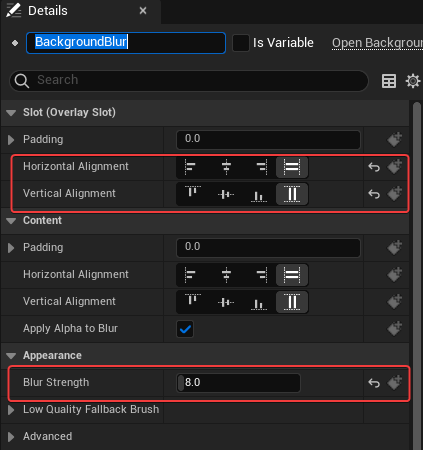 Details
BackgroundBlur
Is Variable
Open Backgroun
Search
Slot (Overlay Slot)
Padding 0.0
Horizontal Alignment
Vertical Alignment
Content
Padding 0.0
Horizontal Alignment
Vertical Alignment
Apply Alpha to Blur
Appearance
Blur Strength 8.0
Low Quality Fallback Brush
Advanced